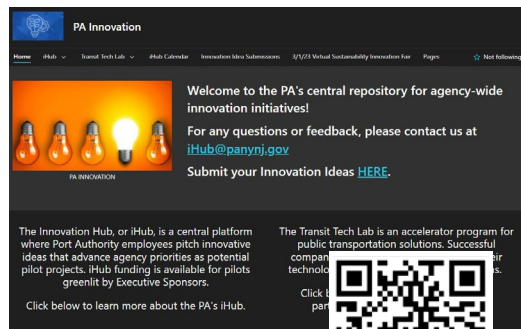 PA Innovation
Home iHub Transit Tech Lab iHub Calendar Innovation Idea Submissions 3/1/23 Virtual Sustainability Innovation Fair Pages Not following
Welcome to the PA's central repository for agency-wide
innovation initiatives!
For any questions or feedback, please contact us at
iHub@panynj.gov
Submit your Innovation Ideas HERE.
PA INNOVATION
The Innovation Hub, or iHub, is a central platform
where Port Authority employees pitch innovative
ideas that advance agency priorities as potential
pilot projects. iHub funding is available for pilots
greenlit by Executive Sponsors.
Click below to learn more about the PA's iHub.
The Transit Tech Lab is an accelerator program for
public transportation solutions. Successful
Click